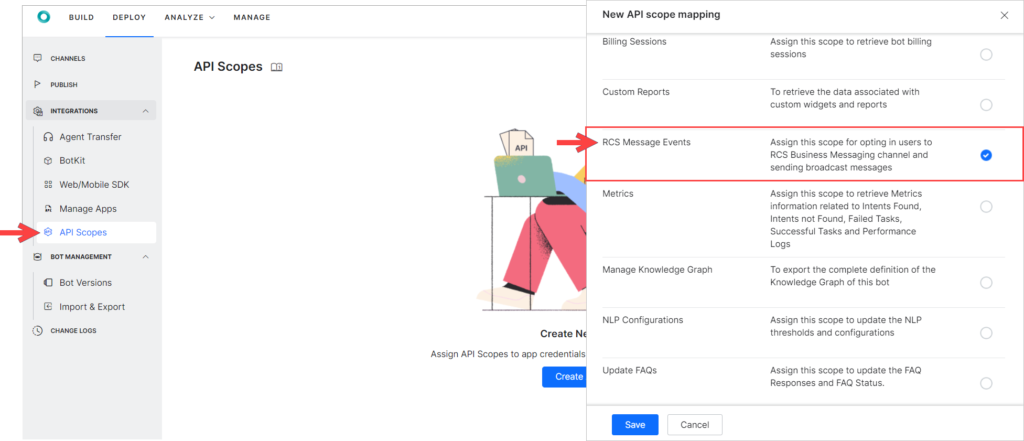 BUILD DEPLOY ANALYZE MANAGE
CHANNELS
PUBLISH
INTEGRATIONS
Agent Transfer
BotKit
Web/Mobile SDK
Manage Apps
API Scopes
BOT MANAGEMENT
Bot Versions
Import & Export
CHANGE LOGS
API Scopes
API
Create Ne
Assign API Scopes to app credentials,
Create
New API scope mapping
Billing Sessions
Assign this scope to retrieve bot billing
sessions
Custom Reports
To retrieve the data associated with
custom widgets and reports
RCS Message Events
Assign this scope for opting in users to
RCS Business Messaging channel and
sending broadcast messages
Metrics
Assign this scope to retrieve Metrics
information related to Intents Found,
Intents not Found, Failed Tasks,
Successful Tasks and Performance
Logs
Manage Knowledge Graph
To export the complete definition of the
Knowledge Graph of this bot
NLP Configurations
Assign this scope to update the NLP
thresholds and configurations
Update FAQs
Assign this scope to update the FAQ
Responses and FAQ Status.
Save
Cancel